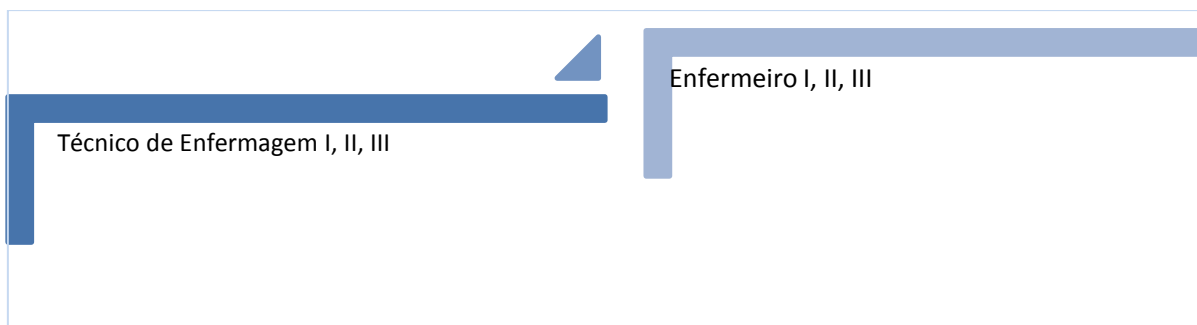 Enfermeiro I, II, III
Técnico de Enfermagem I, II, III